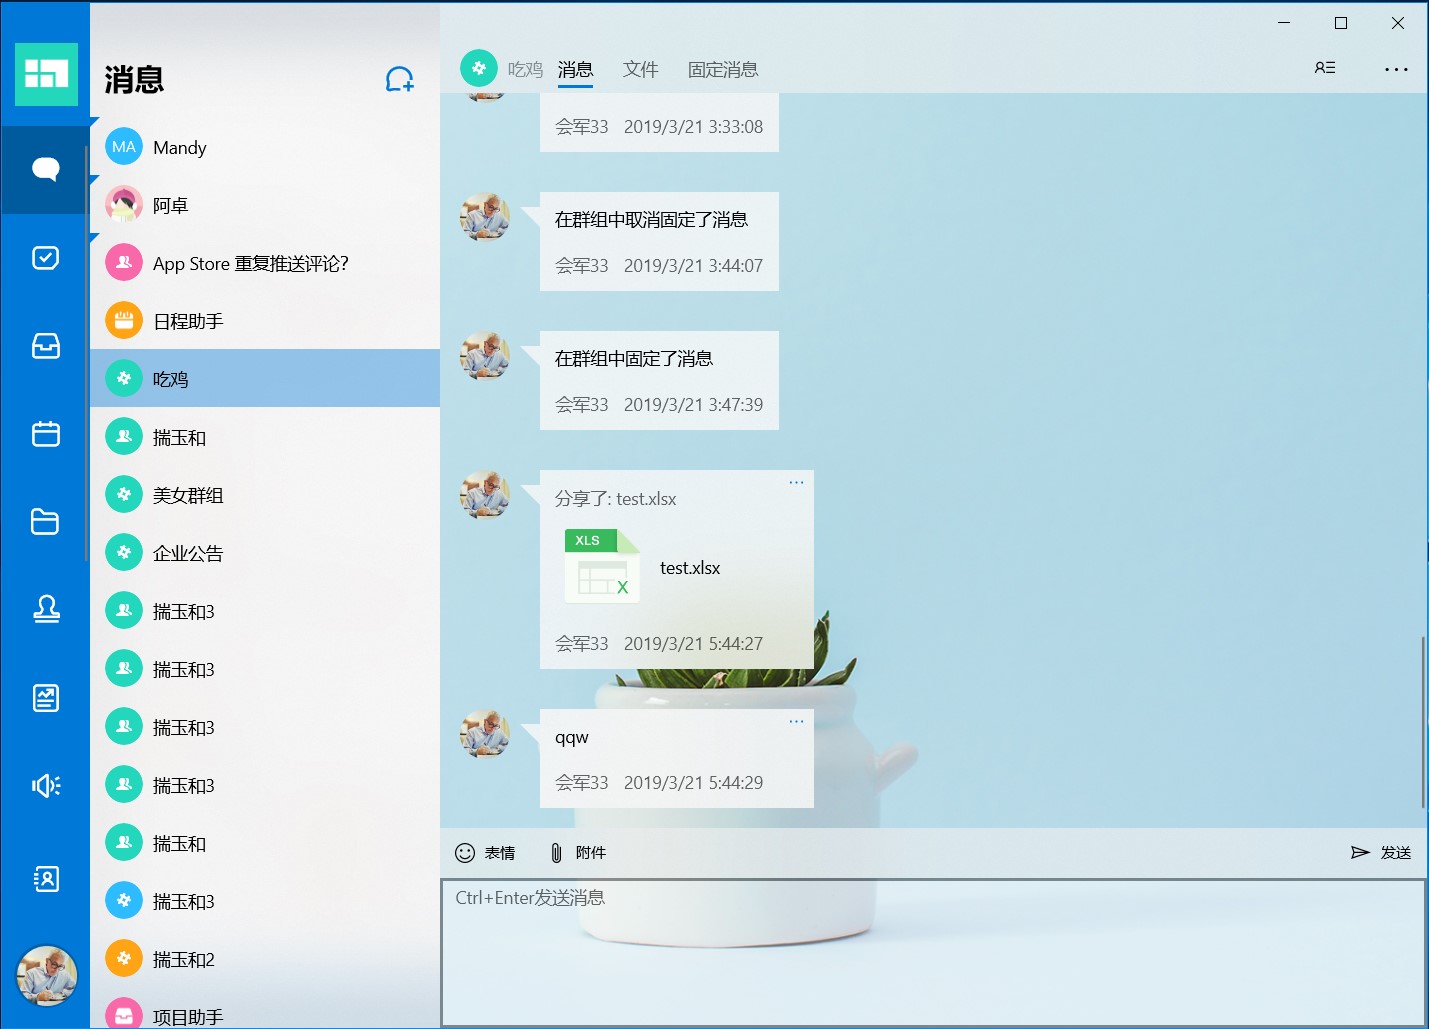 消息
MA Mandy
阿卓
App Store 重复推送评论?
日程助手
吃鸡
揣玉和
美女群组
企业公告
揣玉和3
揣玉和3
揣玉和3
揣玉和3
揣玉和
揣玉和3
揣玉和2
项目助手
吃鸡 消息 文件 固定消息
会军33 2019/3/21 3:33:08
在群组中取消固定了消息
会军33 2019/3/21 3:44:07
在群组中固定了消息
会军33 2019/3/21 3:47:39
分享了: test.xlsx
XLS
X
test.xlsx
会军33 2019/3/21 5:44:27
qqw
会军33 2019/3/21 5:44:29
表情 附件 发送
Ctrl+Enter发送消息